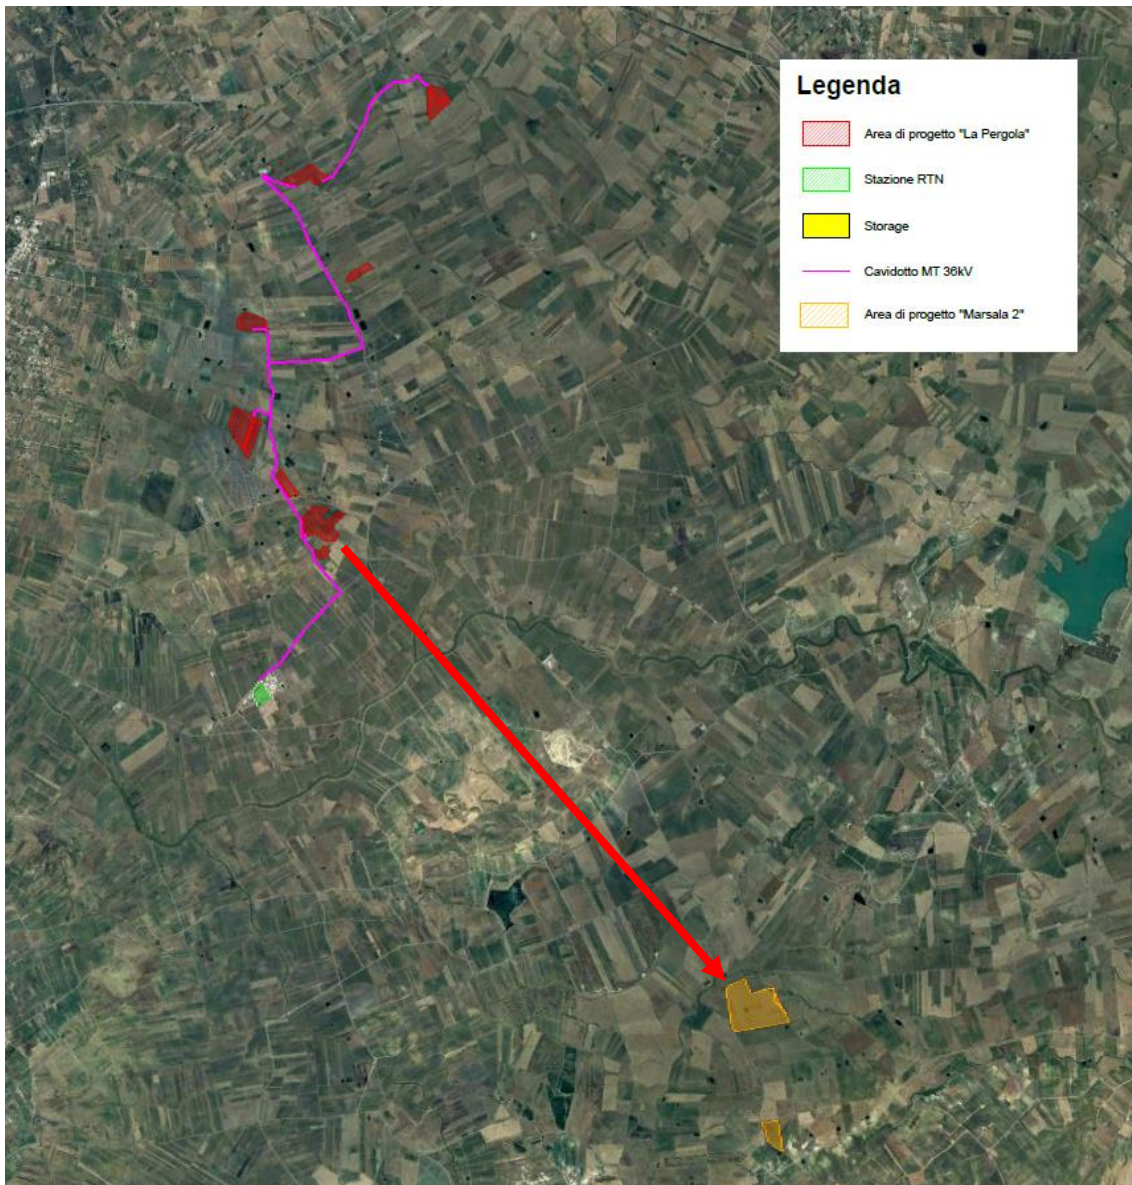 Legenda
Area di progetto "La Pergola"
Stazione RTN
Storage
Cavidotto MT 36kV
Area di progetto "Marsala 2"